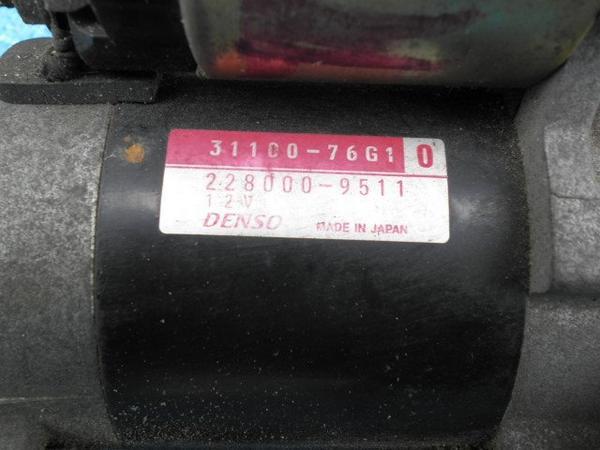 31100-76G1 0
228000-9511
12V
DENSO MADE IN JAPAN